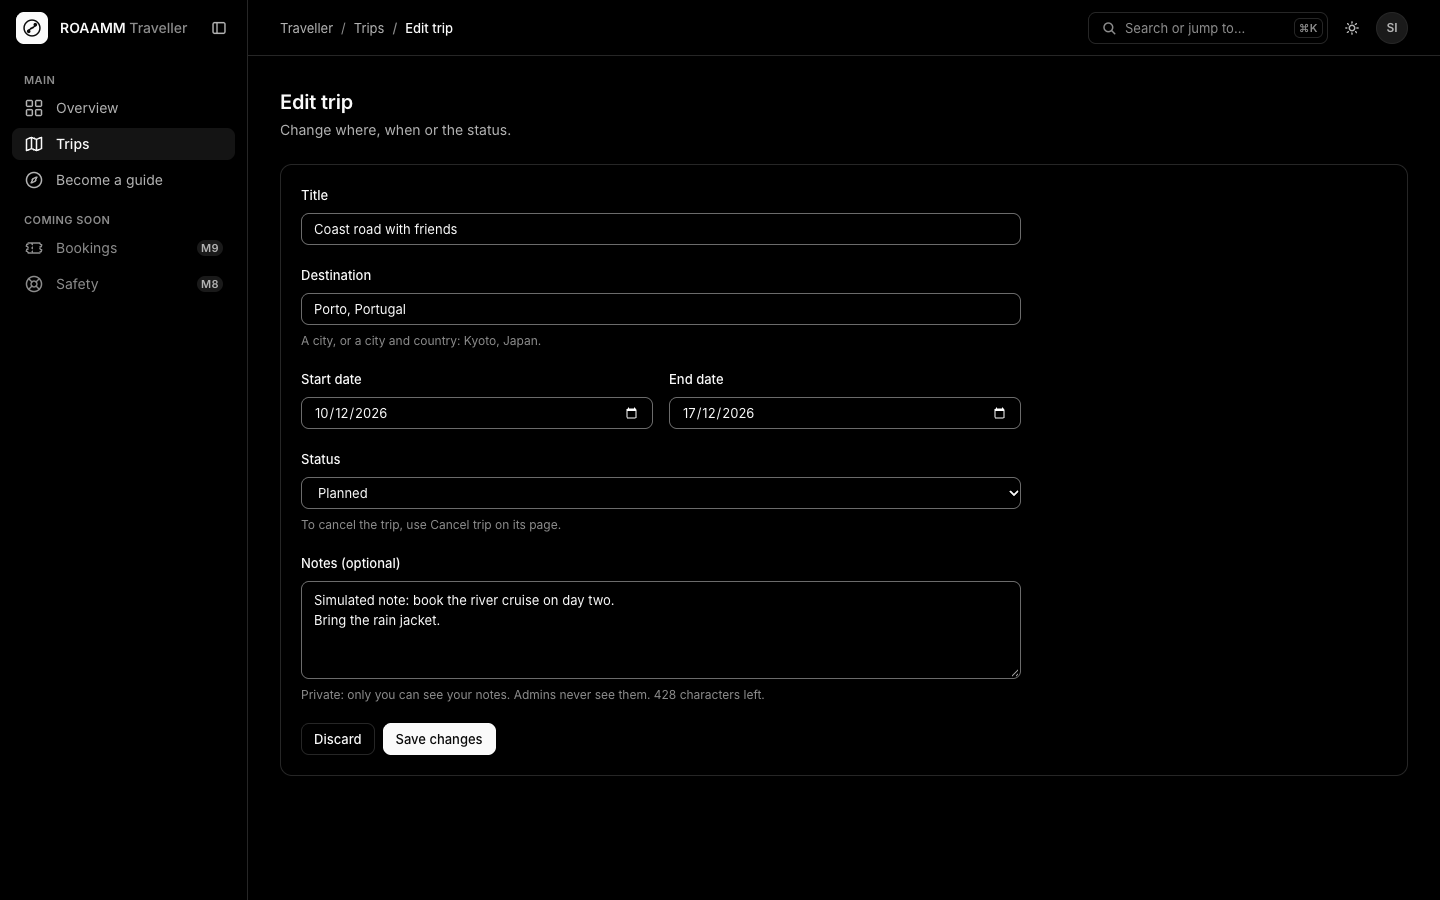 ROAAMM Traveller
MAIN
Overview
Trips
Become a guide
COMING SOON
Bookings M9
Safety M8
Traveller / Trips / Edit trip
Search or jump to... ⌘K
SI
Edit trip
Change where, when or the status.
Title
Coast road with friends
Destination
Porto, Portugal
A city, or a city and country: Kyoto, Japan.
Start date End date
10/12/2026 17/12/2026
Status
Planned
To cancel the trip, use Cancel trip on its page.
Notes (optional)
Simulated note: book the river cruise on day two.
Bring the rain jacket.
Private: only you can see your notes. Admins never see them. 428 characters left.
Discard Save changes